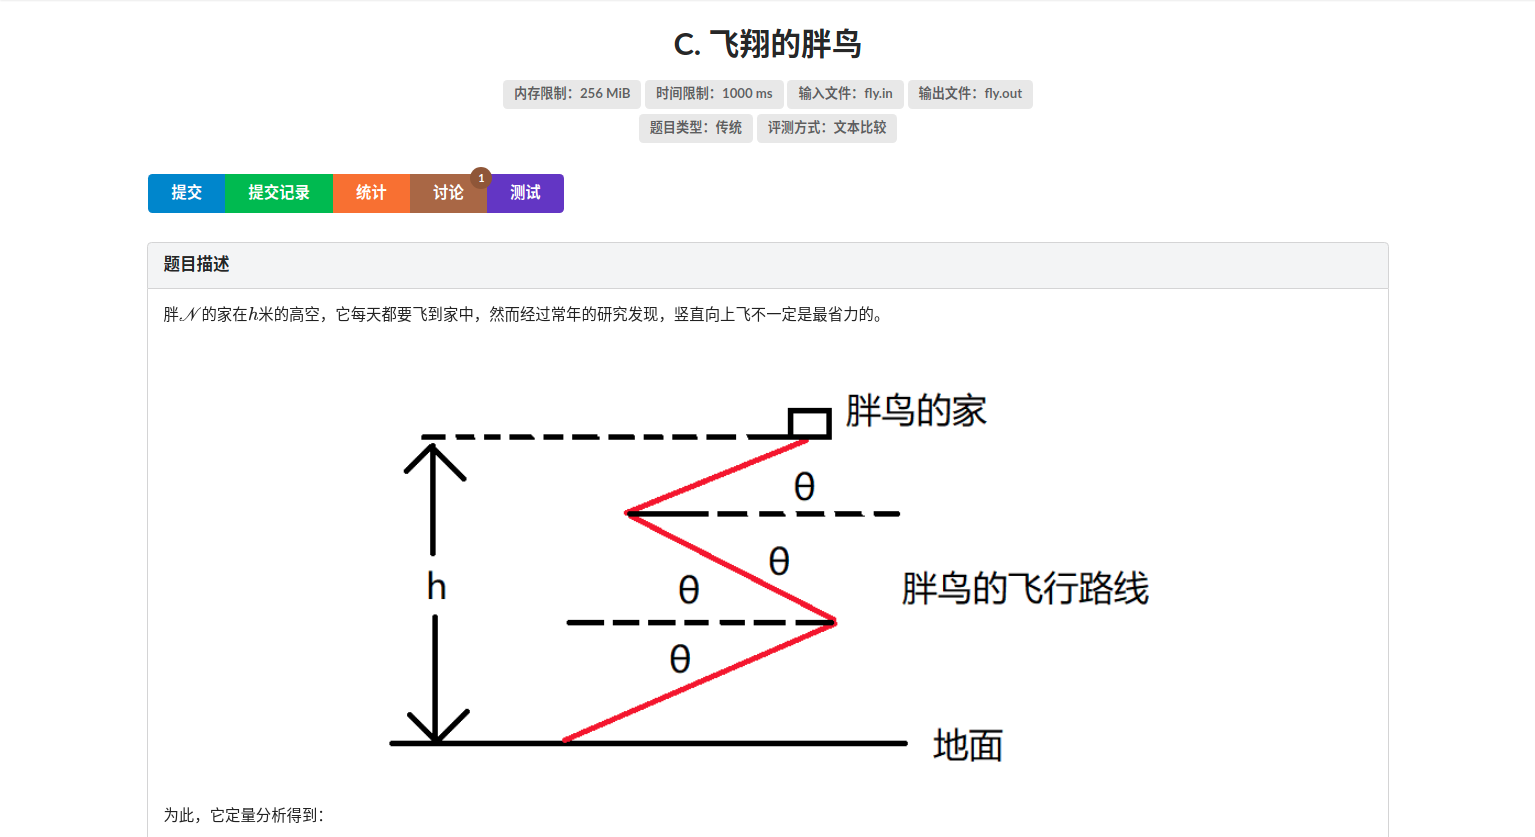 C. 飞翔的胖鸟
内存限制：256 MiB 时间限制：1000 ms 输入文件：fly.in 输出文件：fly.out
题目类型：传统 评测方式：文本比较
提交 提交记录 统计 讨论 1 测试
题目描述
胖𝒩的家在h米的高空，它每天都要飞到家中，然而经过常年的研究发现，竖直向上飞不一定是最省力的。
胖鸟的家
θ
θ
h
θ
胖鸟的飞行路线
θ
地面
为此，它定量分析得到：